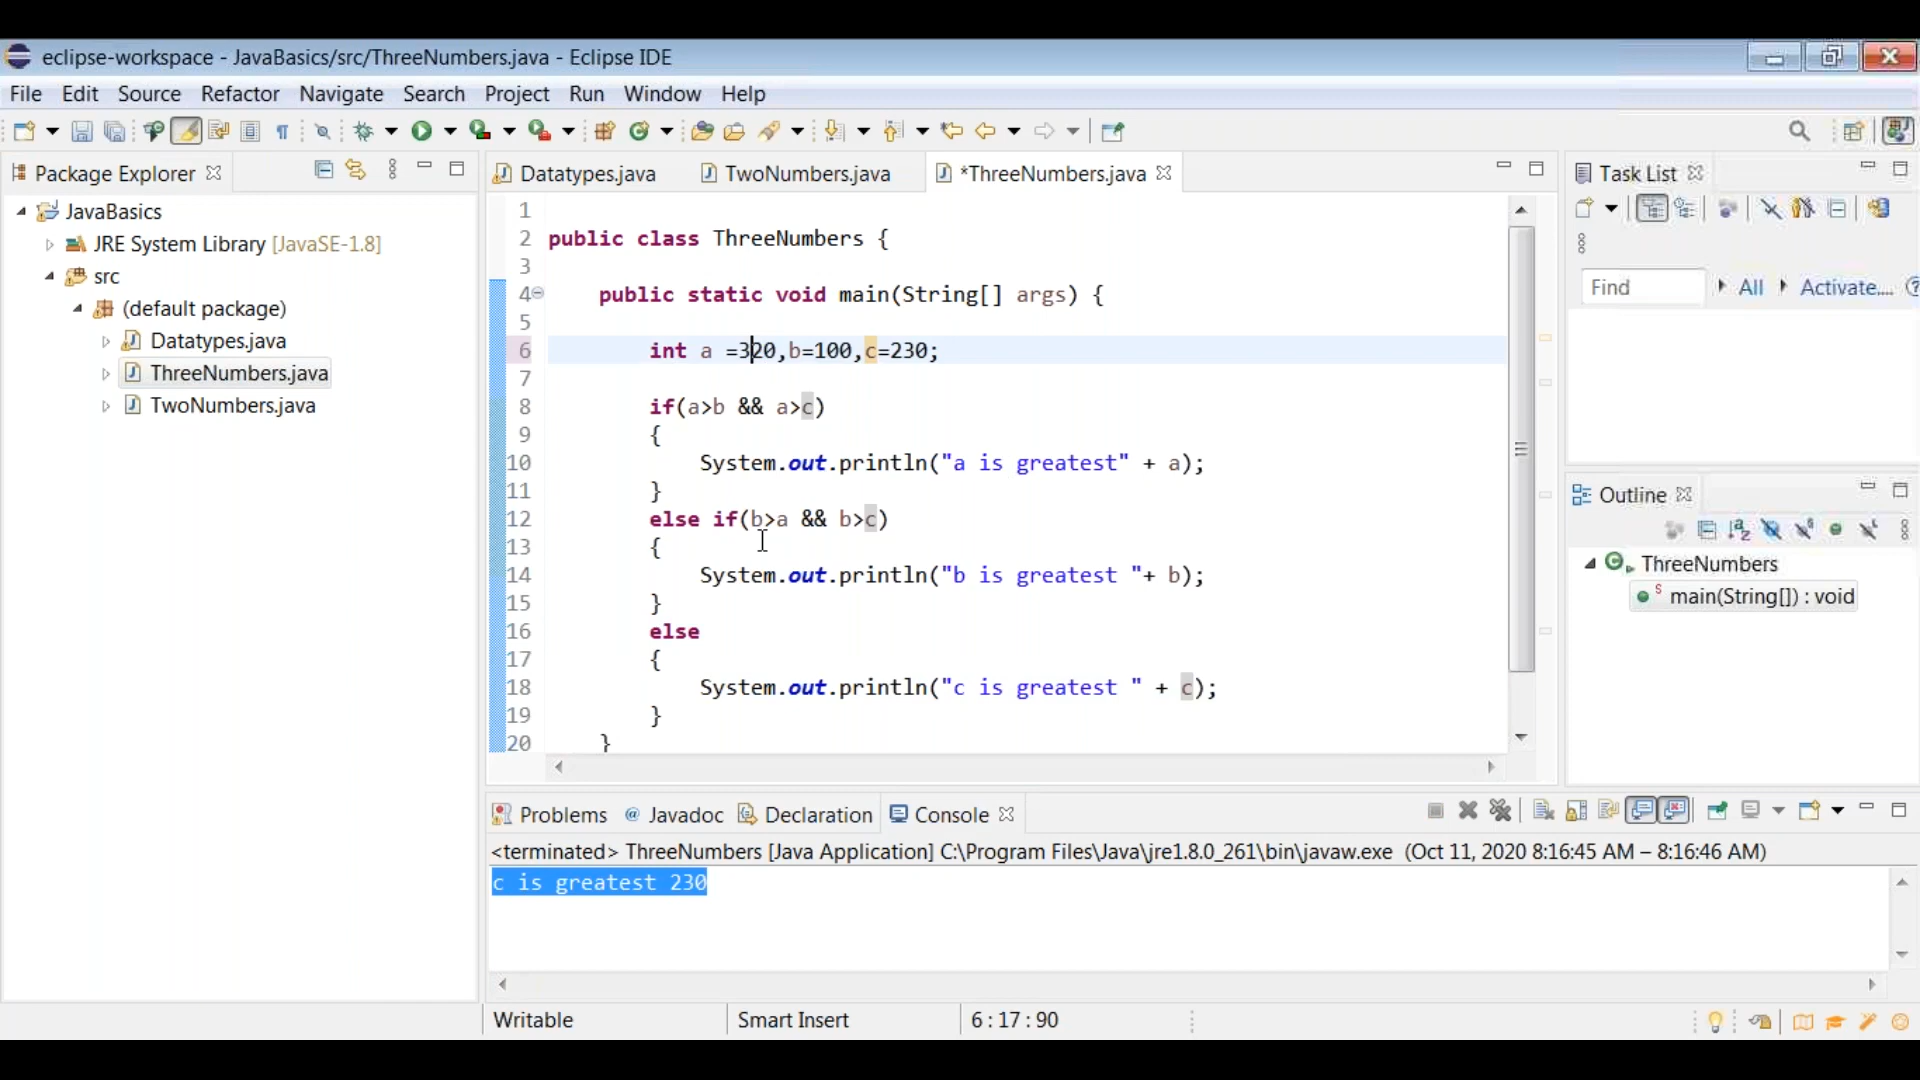 eclipse-workspace - JavaBasics/src/ThreeNumbers.java - Eclipse IDE
File Edit Source Refactor Navigate Search Project Run Window Help
Package Explorer
JavaBasics
JRE System Library [JavaSE-1.8]
src
(default package)
Datatypes.java
ThreeNumbers.java
TwoNumbers.java
Datatypes.java TwoNumbers.java *ThreeNumbers.java
1
2 public class ThreeNumbers {
3
4 public static void main(String[] args) {
5
6 int a =320,b=100,c=230;
7
8 if(a>b && a>c)
9 {
10 System.out.println("a is greatest" + a);
11 }
12 else if(b>a && b>c)
13 {
14 System.out.println("b is greatest "+ b);
15 }
16 else
17 {
18 System.out.println("c is greatest " + c);
19 }
20 }
Task List
Find All Activate...
Outline
ThreeNumbers
main(String[]) : void
Problems Javadoc Declaration Console
<terminated> ThreeNumbers [Java Application] C:\Program Files\Java\jre1.8.0_261\bin\javaw.exe (Oct 11, 2020 8:16:45 AM – 8:16:46 AM)
c is greatest 230
Writable Smart Insert 6 : 17 : 90